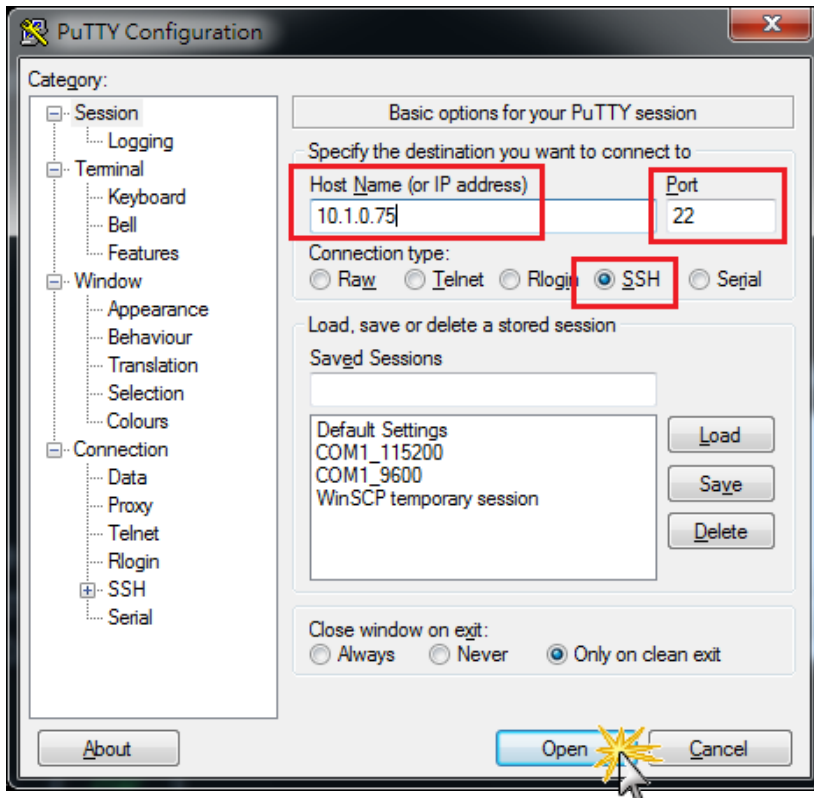 PuTTY Configuration
Category:
Session
Logging
Terminal
Keyboard
Bell
Features
Window
Appearance
Behaviour
Translation
Selection
Colours
Connection
Data
Proxy
Telnet
Rlogin
SSH
Serial
Basic options for your PuTTY session
Specify the destination you want to connect to
Host Name (or IP address) Port
10.1.0.75 22
Connection type:
Raw Telnet Rlogin SSH Serial
Load, save or delete a stored session
Saved Sessions
Default Settings
COM1_115200
COM1_9600
WinSCP temporary session
Load
Save
Delete
Close window on exit:
Always Never Only on clean exit
About Open Cancel